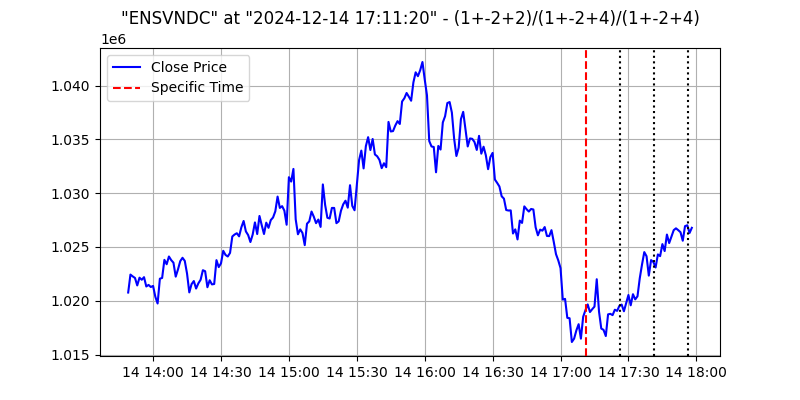 "ENSVNDC" at "2024-12-14 17:11:20" - (1+-2+2)/(1+-2+4)/(1+-2+4)
1e6
Close Price
Specific Time
1.040
1.035
1.030
1.025
1.020
1.015
14 14:00 14 14:30 14 15:00 14 15:30 14 16:00 14 16:30 14 17:00 14 17:30 14 18:00